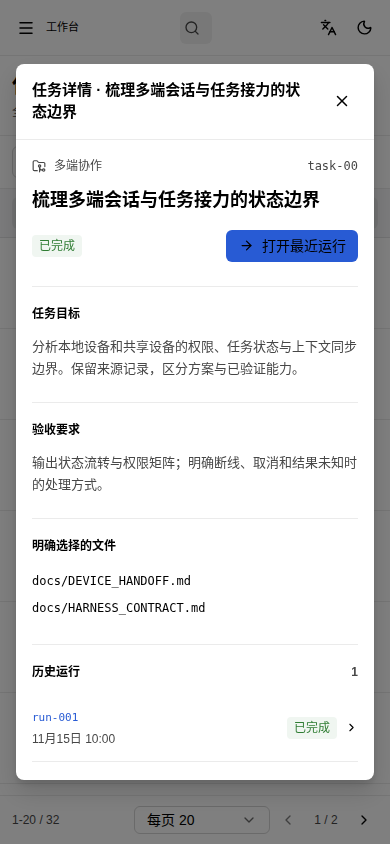 工作台
任务详情 · 梳理多端会话与任务接力的状
态边界
多端协作
task-00
梳理多端会话与任务接力的状态边界
已完成
打开最近运行
任务目标
分析本地设备和共享设备的权限、任务状态与上下文同步
边界。保留来源记录，区分方案与已验证能力。
验收要求
输出状态流转与权限矩阵；明确断线、取消和结果未知时
的处理方式。
明确选择的文件
docs/DEVICE_HANDOFF.md
docs/HARNESS_CONTRACT.md
历史运行
1
run-001
11月15日 10:00
已完成
1-20 / 32
每页 20
1 / 2